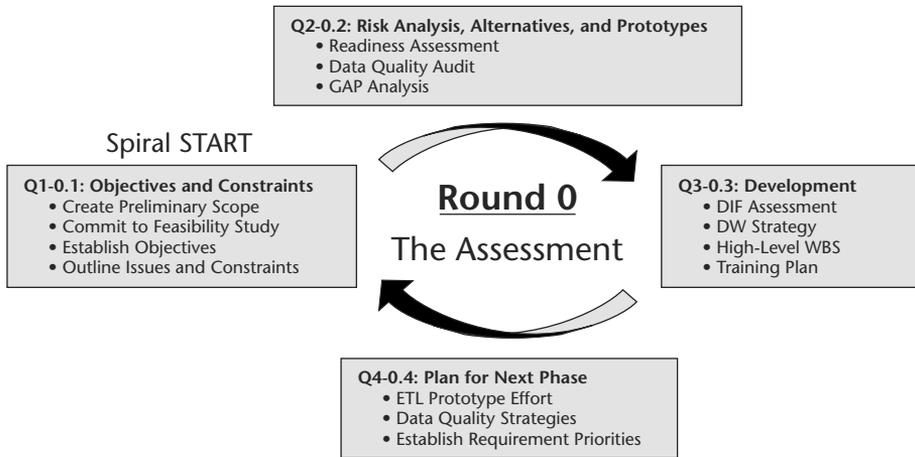 Q2-0.2: Risk Analysis, Alternatives, and Prototypes
• Readiness Assessment
• Data Quality Audit
• GAP Analysis
Spiral START
Q1-0.1: Objectives and Constraints
• Create Preliminary Scope
• Commit to Feasibility Study
• Establish Objectives
• Outline Issues and Constraints
Round 0
The Assessment
Q3-0.3: Development
• DIF Assessment
• DW Strategy
• High-Level WBS
• Training Plan
Q4-0.4: Plan for Next Phase
• ETL Prototype Effort
• Data Quality Strategies
• Establish Requirement Priorities